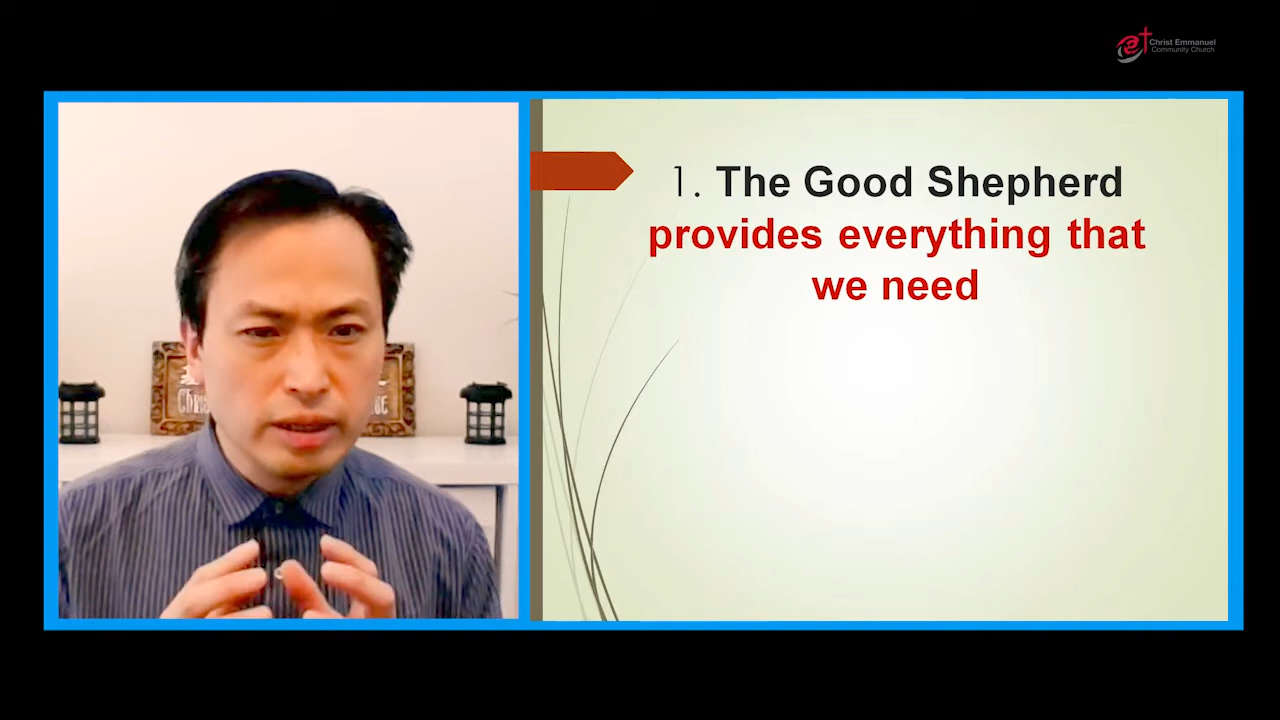 Christ Emmanuel
Community Church
1. The Good Shepherd
provides everything that
we need